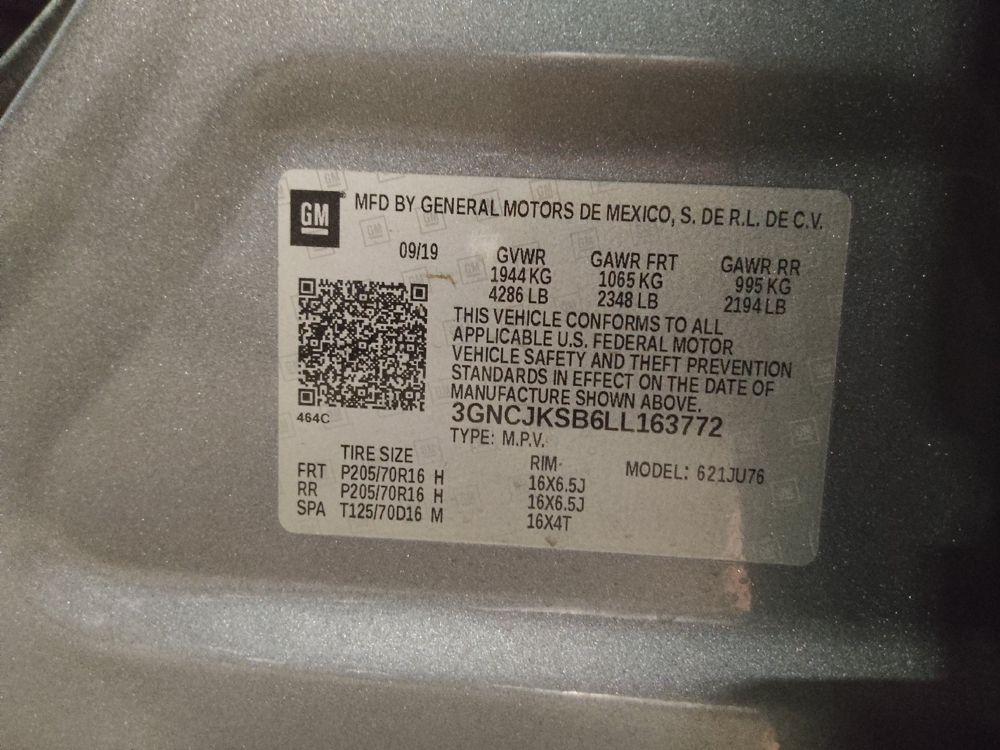 GM
MFD BY GENERAL MOTORS DE MEXICO, S. DE R.L. DE C.V.
09/19
GVWR GAWR FRT GAWR RR
1944 KG 1065 KG 995 KG
4286 LB 2348 LB 2194 LB
THIS VEHICLE CONFORMS TO ALL
APPLICABLE U.S. FEDERAL MOTOR
VEHICLE SAFETY AND THEFT PREVENTION
STANDARDS IN EFFECT ON THE DATE OF
MANUFACTURE SHOWN ABOVE.
464C
3GNCJKSB6LL163772
TYPE: M.P.V.
TIRE SIZE RIM MODEL: 621JU76
FRT P205/70R16 H 16X6.5J
RR P205/70R16 H 16X6.5J
SPA T125/70D16 M 16X4T